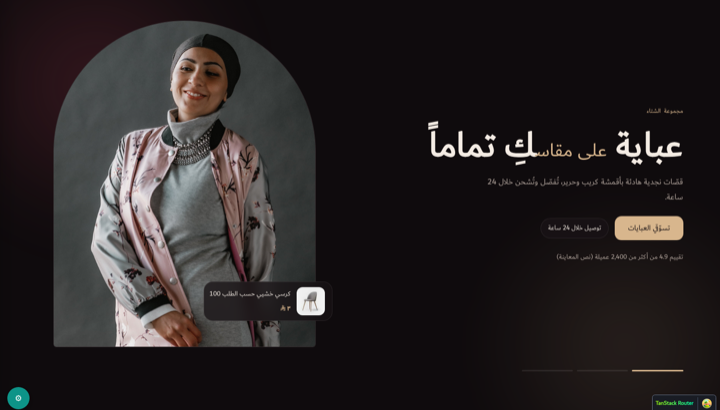 مجموعة الشتاء
عباية على مقاسكِ تماماً
قصّات نجدية هادئة بأقمشة كريب وحرير، تُفصّل وتُشحن خلال 24
ساعة.
تسوّقي العبايات
توصيل خلال 24 ساعة
تقييم 4.9 من أكثر من 2,400 عميلة (نص المعاينة)
كرسي خشبي حسب الطلب 100
٣
TanStack Router